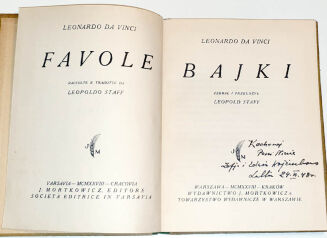 LEONARDO DA VINCI
FAVOLE
RACCOLTE E TRADOTTE DA
LEOPOLDO STAFF
J M
VARSAVIA — MCMXXVIII — CRACOVIA
J. MORTKOWICZ, EDITORS
SOCIETÀ EDITRICE IN VARSAVIA
LEONARDO DA VINCI
BAJKI
ZEBRAŁ I PRZEŁOŻYŁ
LEOPOLD STAFF
J M
Kochanej
Lublin
WARSZAWA — MCMXXVIII — KRAKÓW
WYDAWNICTWO J. MORTKOWICZA
TOWARZYSTWO WYDAWNICZE W WARSZAWIE